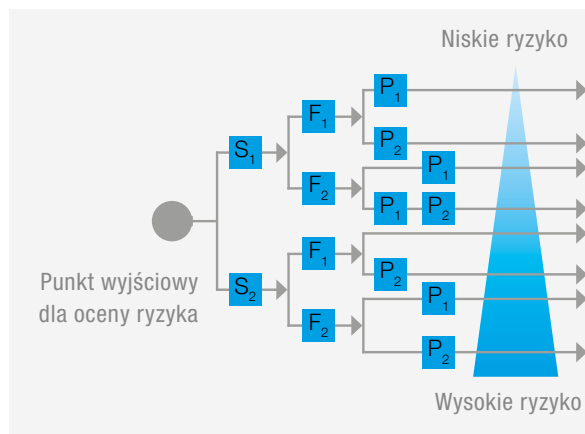 Niskie ryzyko
P1
F1
S1
P2
P1
F2
P1 P2
F1
Punkt wyjściowy
dla oceny ryzyka
S2
P2
P1
F2
P2
Wysokie ryzyko